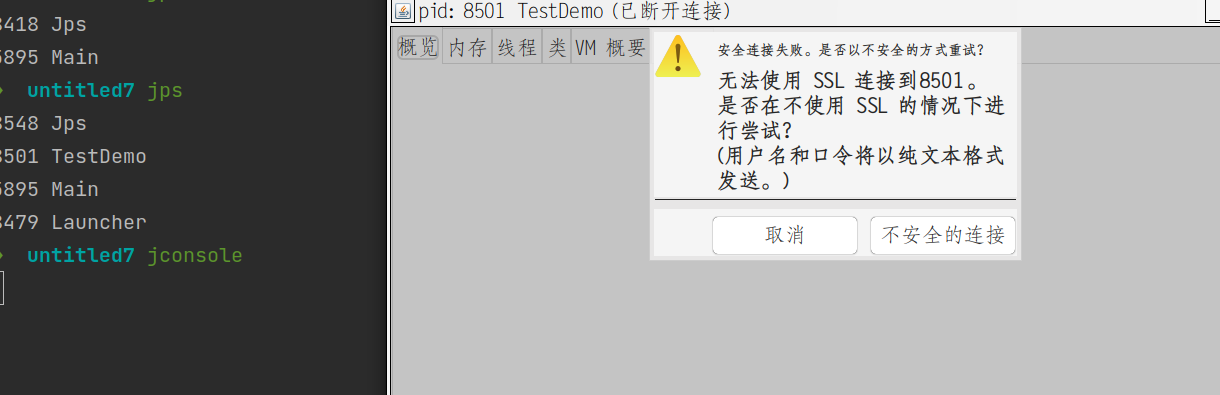 8418 Jps
5895 Main
untitled7 jps
8548 Jps
8501 TestDemo
5895 Main
8479 Launcher
untitled7 jconsole
pid: 8501 TestDemo (已断开连接)
概览 内存 线程 类 VM 概要
安全连接失败。是否以不安全的方式重试?
无法使用 SSL 连接到8501。
是否在不使用 SSL 的情况下进
行尝试?
(用户名和口令将以纯文本格式
发送。)
取消 不安全的连接